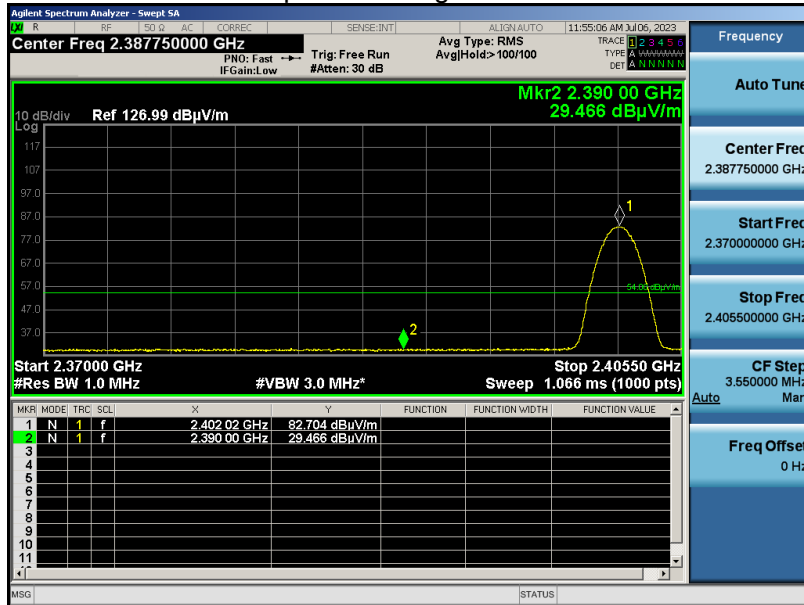 Agilent Spectrum Analyzer - Swept SA
LXI R RF 50 Ω AC CORREC SENSE:INT ALIGN AUTO 11:55:06 AM Jul 06, 2023
Center Freq 2.387750000 GHz
PNO: Fast
IFGain:Low
Trig: Free Run
#Atten: 30 dB
Avg Type: RMS
Avg|Hold:>100/100
TRACE 1 2 3 4 5 6
TYPE A WWWWW
DET A N N N N N
Mkr2 2.390 00 GHz
29.466 dBµV/m
10 dB/div Ref 126.99 dBµV/m
Log
117
107
97.0
87.0
77.0
67.0
57.0
47.0
37.0
1
2
Start 2.37000 GHz Stop 2.40550 GHz
#Res BW 1.0 MHz #VBW 3.0 MHz* Sweep 1.066 ms (1000 pts)
MKR MODE TRC SCL X Y FUNCTION FUNCTION WIDTH FUNCTION VALUE
1 N 1 f 2.402 02 GHz 82.704 dBµV/m
2 N 1 f 2.390 00 GHz 29.466 dBµV/m
3
4
5
6
7
8
9
10
11
MSG STATUS
Frequency
Auto Tune
Center Freq
2.387750000 GHz
Start Freq
2.370000000 GHz
Stop Freq
2.405500000 GHz
CF Step
3.550000 MHz
Auto Man
Freq Offset
0 Hz